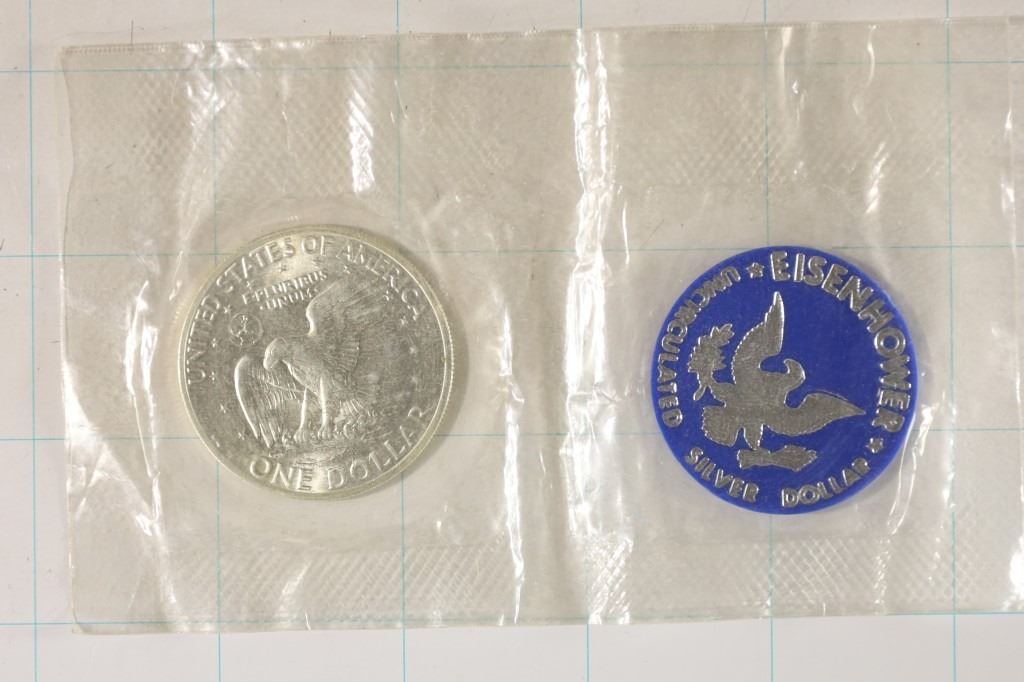 UNITED STATES OF AMERICA
E PLURIBUS
UNUM
ONE DOLLAR
EISENHOWER
UNCIRCULATED
SILVER DOLLAR